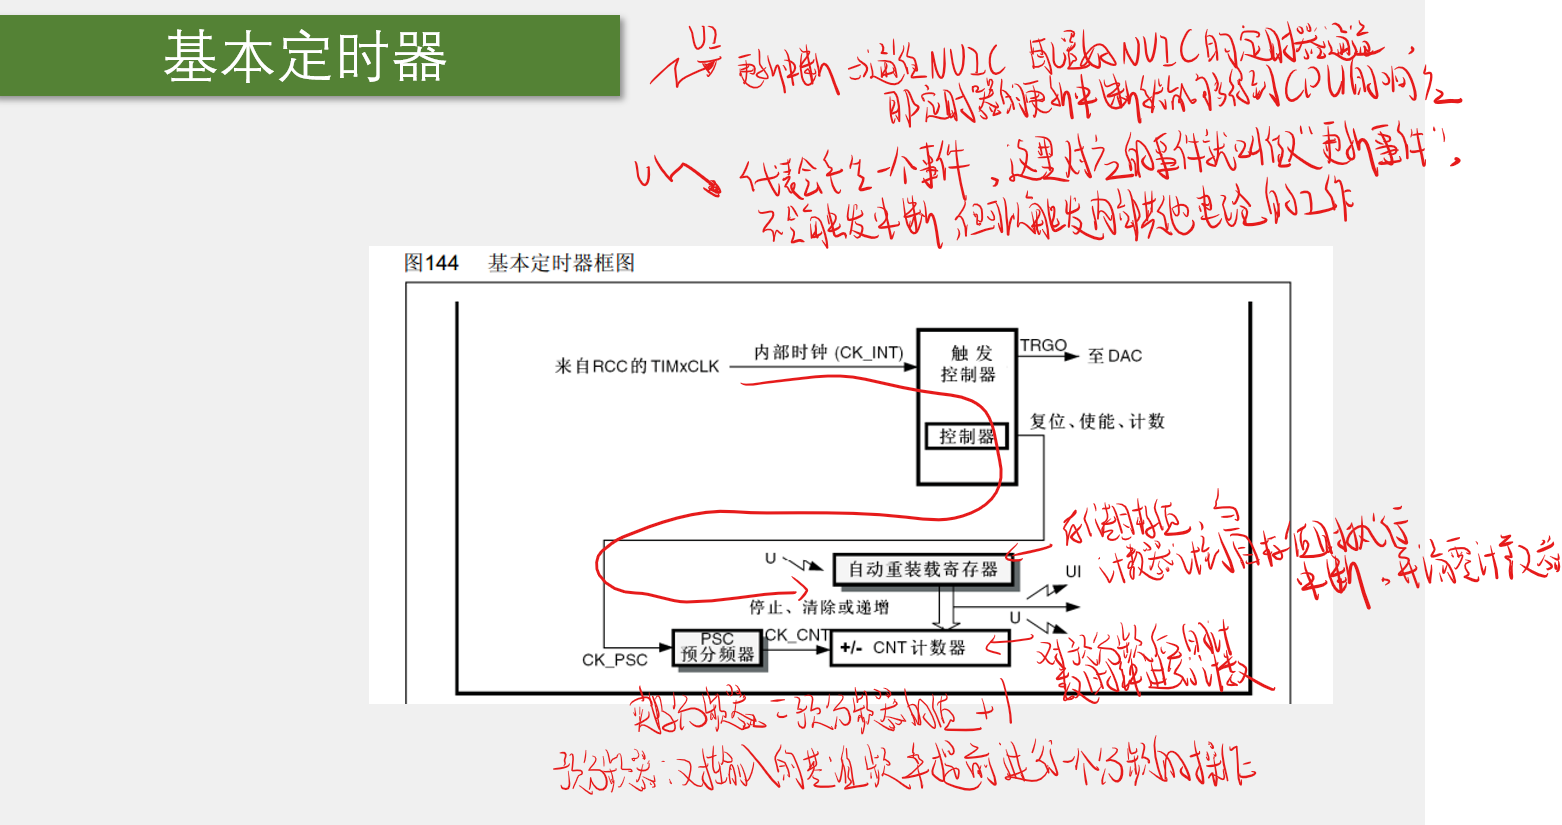 基本定时器
UI
更新中断 → 通往NVIC 配置好NVIC的定时器通道，
那定时器的更新中断就能够得到CPU的响应
U
代表会产生一个事件，这里对应的事件就叫做“更新事件”，
不会触发中断，但可以触发内部其他电路的工作
图144 基本定时器框图
来自RCC的TIMxCLK
内部时钟 (CK_INT)
触发
控制器
TRGO
至DAC
控制器
复位、使能、计数
存储目标值，当
计数器计到目标值时执行
中断，并清零计数器
U
自动重装载寄存器
UI
停止、清除或递增
U
CK_PSC
PSC
预分频器
CK_CNT
+/- CNT计数器
对预分频后的计
数时钟进行计数
实际分频系数 = 预分频器的值 +1
预分频器：对输入的基准频率提前进行一个分频的操作